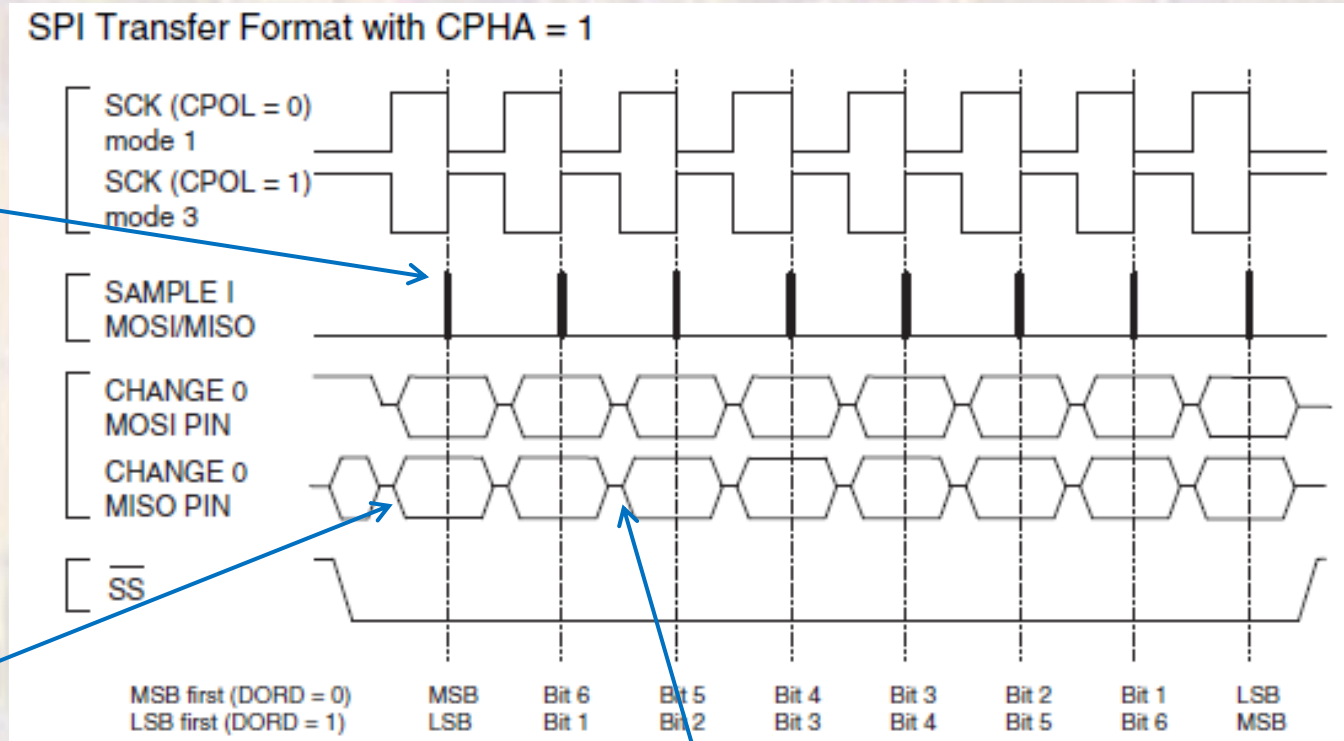 SPI Transfer Format with CPHA = 1
SCK (CPOL = 0)
mode 1
SCK (CPOL = 1)
mode 3
SAMPLE I
MOSI/MISO
CHANGE 0
MOSI PIN
CHANGE 0
MISO PIN
SS
MSB first (DORD = 0) MSB Bit 6 Bit 5 Bit 4 Bit 3 Bit 2 Bit 1 LSB
LSB first (DORD = 1) LSB Bit 1 Bit 2 Bit 3 Bit 4 Bit 5 Bit 6 MSB